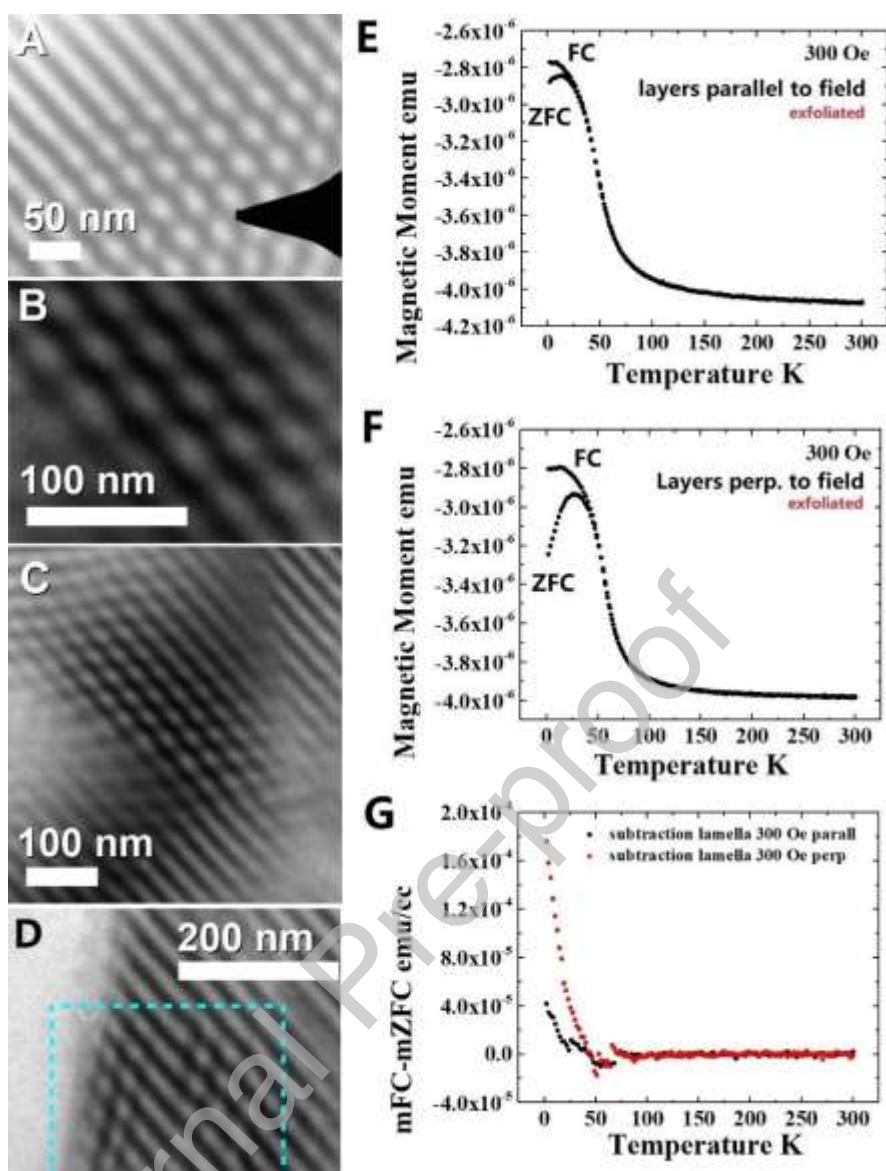 A
50 nm
B
100 nm
C
100 nm
D
200 nm
E
-2.6x10⁻⁶
-2.8x10⁻⁶
-3.0x10⁻⁶
-3.2x10⁻⁶
-3.4x10⁻⁶
-3.6x10⁻⁶
-3.8x10⁻⁶
-4.0x10⁻⁶
-4.2x10⁻⁶
Magnetic Moment emu
300 Oe
FC
layers parallel to field
exfoliated
ZFC
0 50 100 150 200 250 300
Temperature K
F
-2.6x10⁻⁶
-2.8x10⁻⁶
-3.0x10⁻⁶
-3.2x10⁻⁶
-3.4x10⁻⁶
-3.6x10⁻⁶
-3.8x10⁻⁶
-4.0x10⁻⁶
Magnetic Moment emu
300 Oe
FC
Layers perp. to field
exfoliated
ZFC
0 50 100 150 200 250 300
Temperature K
G
2.0x10⁻⁴
1.6x10⁻⁴
1.2x10⁻⁴
8.0x10⁻⁵
4.0x10⁻⁵
0.0
-4.0x10⁻⁵
mFC-mZFC emu/cc
subtraction lamella 300 Oe parall
subtraction lamella 300 Oe perp
0 50 100 150 200 250 300
Temperature K
rnal Pre-proof